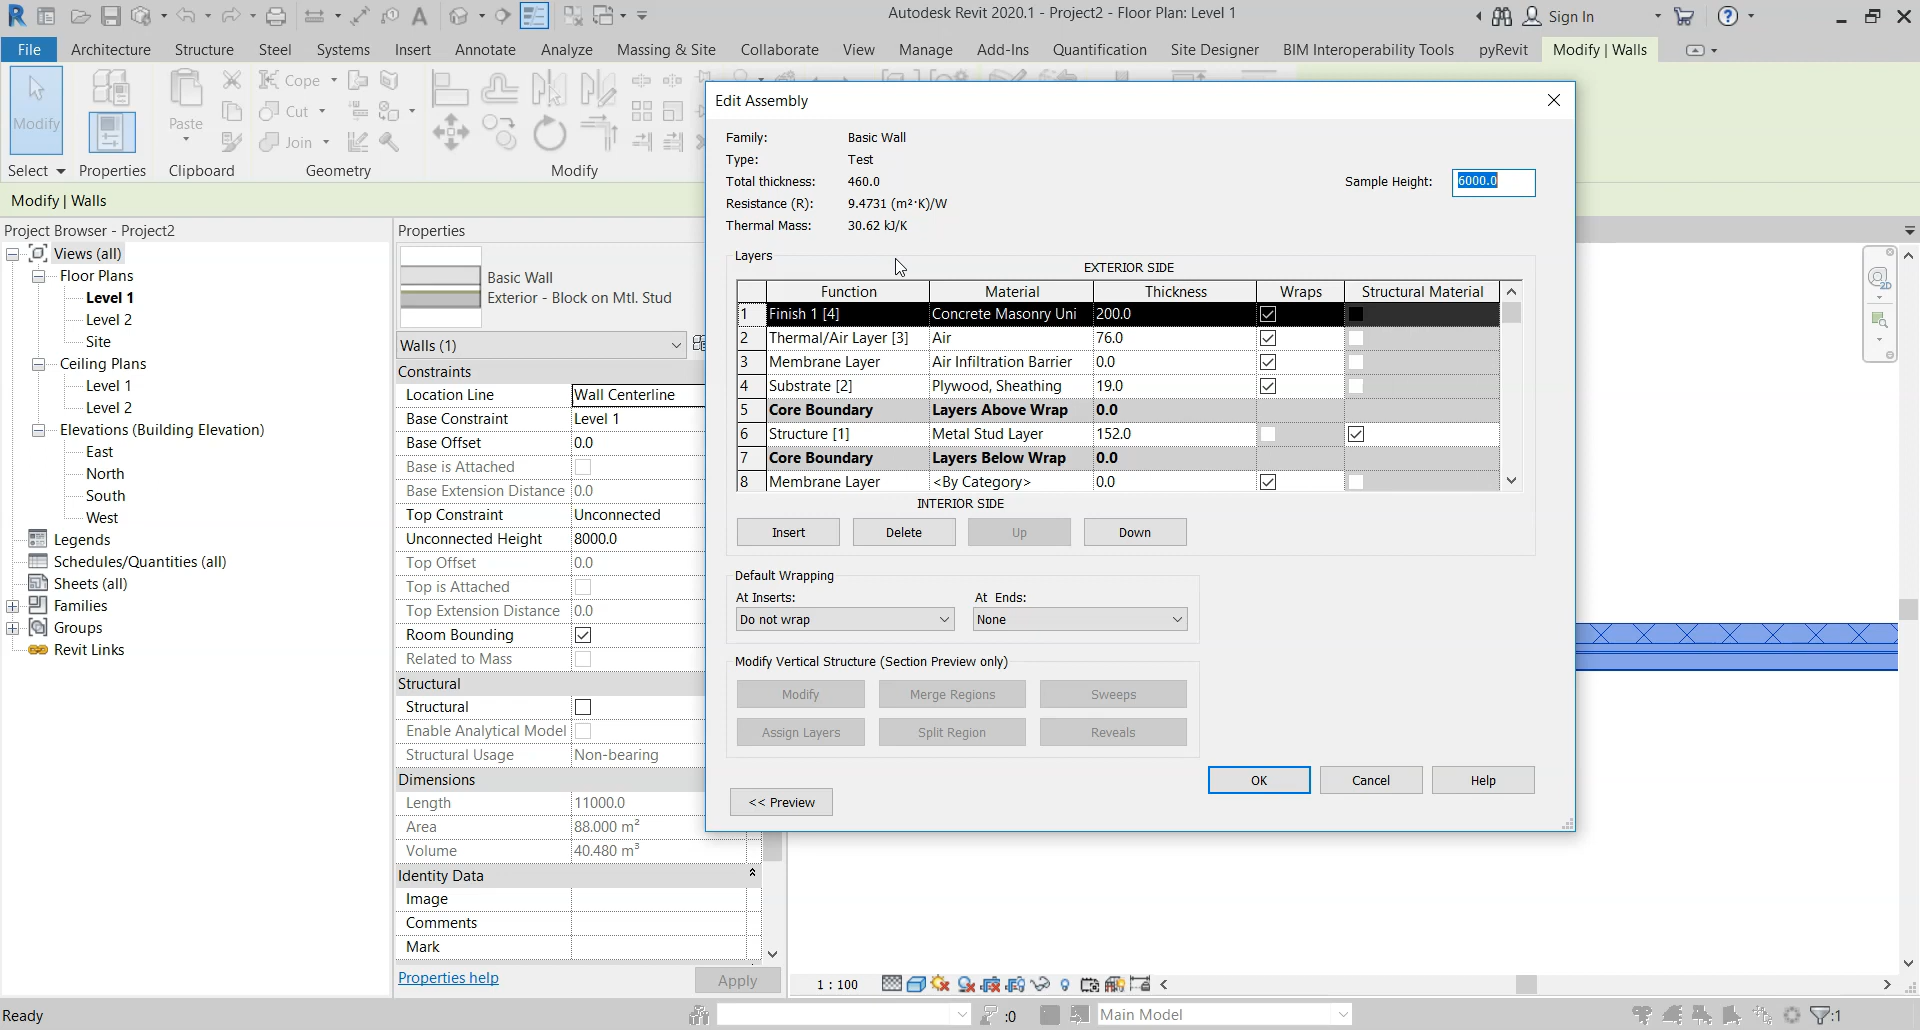 Autodesk Revit 2020.1 - Project2 - Floor Plan: Level 1
Sign In
File Architecture Structure Steel Systems Insert Annotate Analyze Massing & Site Collaborate View Manage Add-Ins Quantification Site Designer BIM Interoperability Tools pyRevit Modify | Walls
Modify
Paste
Cope
Cut
Join
Select Properties Clipboard Geometry Modify
Modify | Walls
Project Browser - Project2
Views (all)
Floor Plans
Level 1
Level 2
Site
Ceiling Plans
Level 1
Level 2
Elevations (Building Elevation)
East
North
South
West
Legends
Schedules/Quantities (all)
Sheets (all)
Families
Groups
Revit Links
Properties
Basic Wall
Exterior - Block on Mtl. Stud
Walls (1)
Constraints
Location Line Wall Centerline
Base Constraint Level 1
Base Offset 0.0
Base is Attached
Base Extension Distance 0.0
Top Constraint Unconnected
Unconnected Height 8000.0
Top Offset 0.0
Top is Attached
Top Extension Distance 0.0
Room Bounding
Related to Mass
Structural
Structural
Enable Analytical Model
Structural Usage Non-bearing
Dimensions
Length 11000.0
Area 88.000 m²
Volume 40.480 m³
Identity Data
Image
Comments
Mark
Properties help Apply
Edit Assembly
Family: Basic Wall
Type: Test
Total thickness: 460.0 Sample Height: 6000.0
Resistance (R): 9.4731 (m²·K)/W
Thermal Mass: 30.62 kJ/K
Layers
EXTERIOR SIDE
Function Material Thickness Wraps Structural Material
1 Finish 1 [4] Concrete Masonry Uni 200.0
2 Thermal/Air Layer [3] Air 76.0
3 Membrane Layer Air Infiltration Barrier 0.0
4 Substrate [2] Plywood, Sheathing 19.0
5 Core Boundary Layers Above Wrap 0.0
6 Structure [1] Metal Stud Layer 152.0
7 Core Boundary Layers Below Wrap 0.0
8 Membrane Layer <By Category> 0.0
INTERIOR SIDE
Insert Delete Up Down
Default Wrapping
At Inserts: At Ends:
Do not wrap None
Modify Vertical Structure (Section Preview only)
Modify Merge Regions Sweeps
Assign Layers Split Region Reveals
OK Cancel Help
<< Preview
2D
1 : 100
Ready :0 Main Model :1